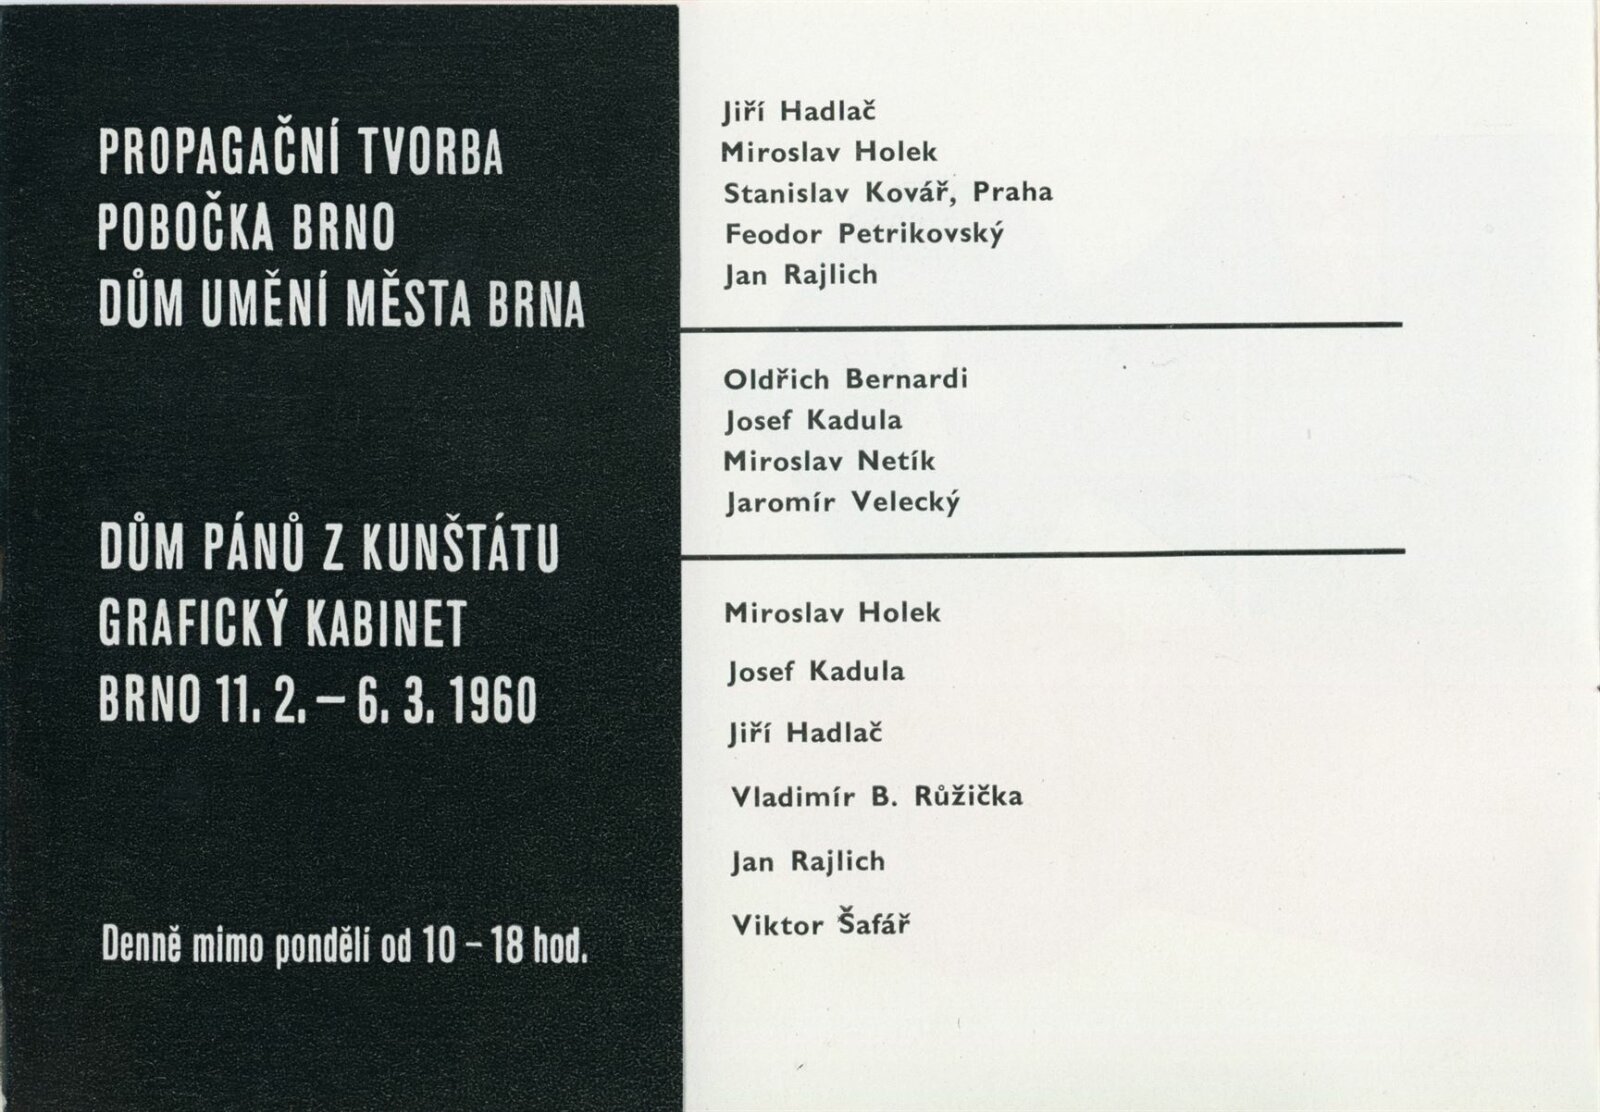 PROPAGAČNÍ TVORBA
POBOČKA BRNO
DŮM UMĚNÍ MĚSTA BRNA
DŮM PÁNŮ Z KUNŠTÁTU
GRAFICKÝ KABINET
BRNO 11. 2. – 6. 3. 1960
Denně mimo pondělí od 10 – 18 hod.
Jiří Hadlač
Miroslav Holek
Stanislav Kovář, Praha
Feodor Petrikovský
Jan Rajlich
Oldřich Bernardi
Josef Kadula
Miroslav Netík
Jaromír Velecký
Miroslav Holek
Josef Kadula
Jiří Hadlač
Vladimír B. Růžička
Jan Rajlich
Viktor Šafář